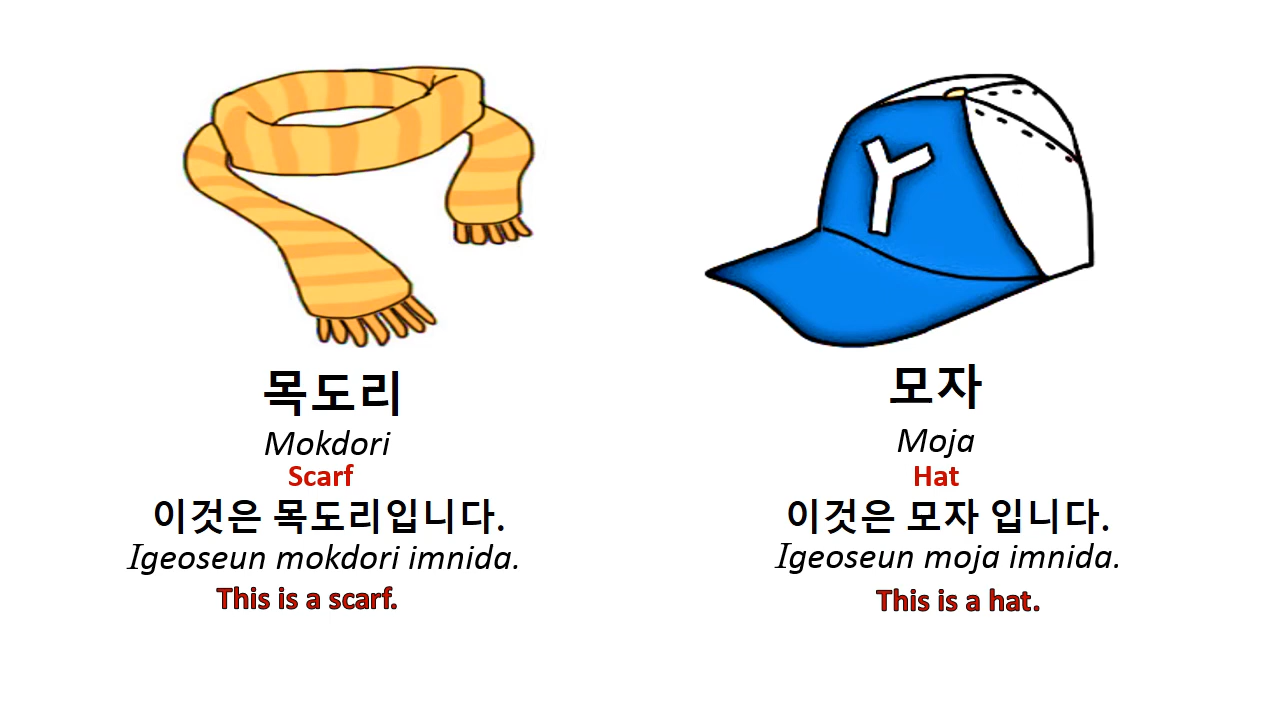 Y
목도리
Mokdori
Scarf
이것은 목도리입니다.
Igeoseun mokdori imnida.
This is a scarf.
모자
Moja
Hat
이것은 모자 입니다.
Igeoseun moja imnida.
This is a hat.